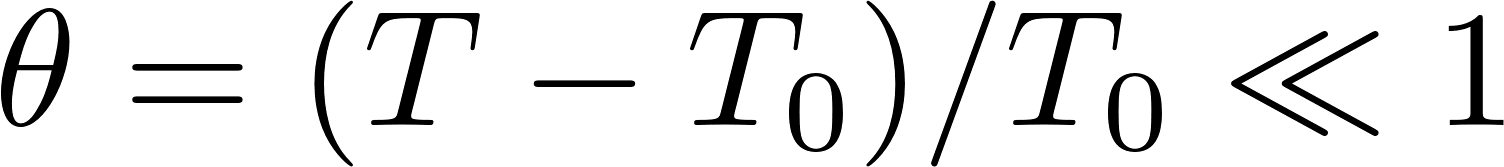 θ = (T − T₀)/T₀ ≪ 1